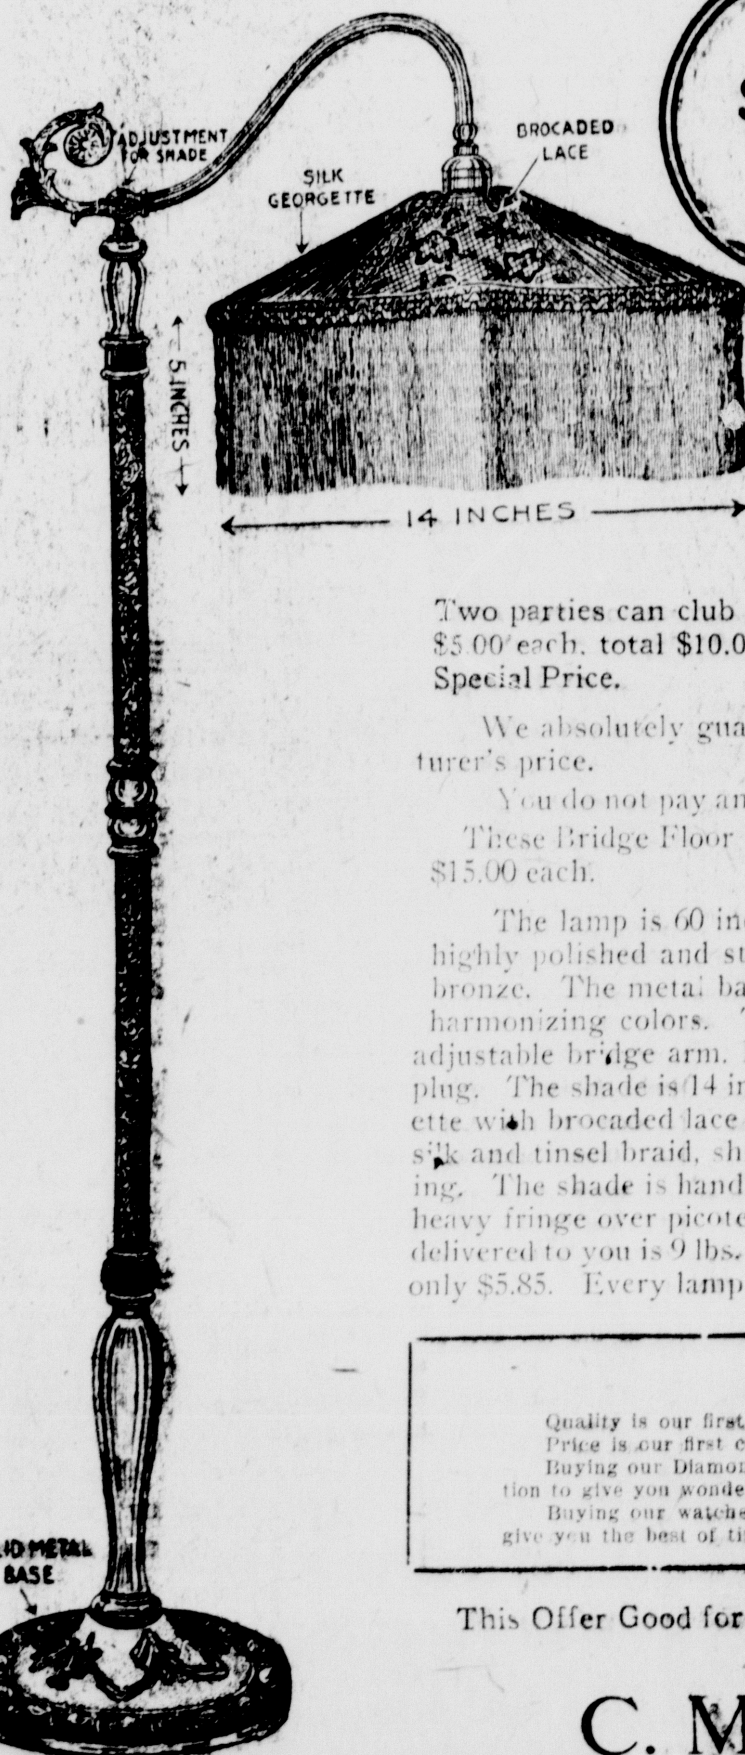 ADJUSTMENT
FOR SHADE
BROCADED
LACE
SILK
GEORGETTE
5 INCHES
14 INCHES
Two parties can club
$5.00 each. total $10.0
Special Price.
We absolutely gua
turer's price.
You do not pay an
These Bridge Floor
$15.00 each.
The lamp is 60 in
highly polished and st
bronze. The metal ba
harmonizing colors. T
adjustable bridge arm.
plug. The shade is 14 in
ette with brocaded lace
silk and tinsel braid, sh
ing. The shade is hand
heavy fringe over picote
delivered to you is 9 lbs.
only $5.85. Every lamp
Quality is our first
Price is our first c
Buying our Diamon
tion to give you wonde
Buying our watche
give you the best of ti
LID METAL
BASE
This Offer Good for
C. M